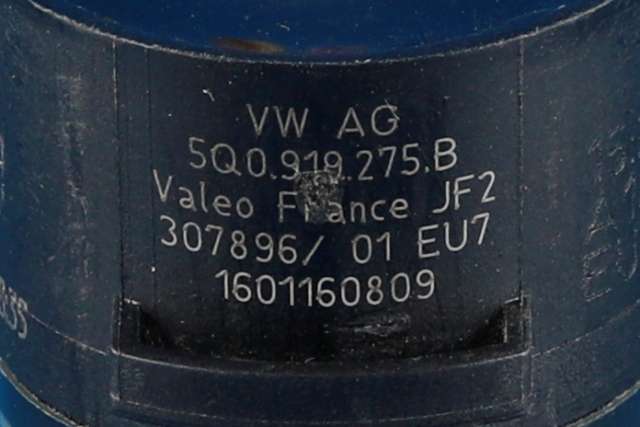 VW AG
5Q0.919.275.B
Valeo France JF2
307896/ 01 EU7
1601160809